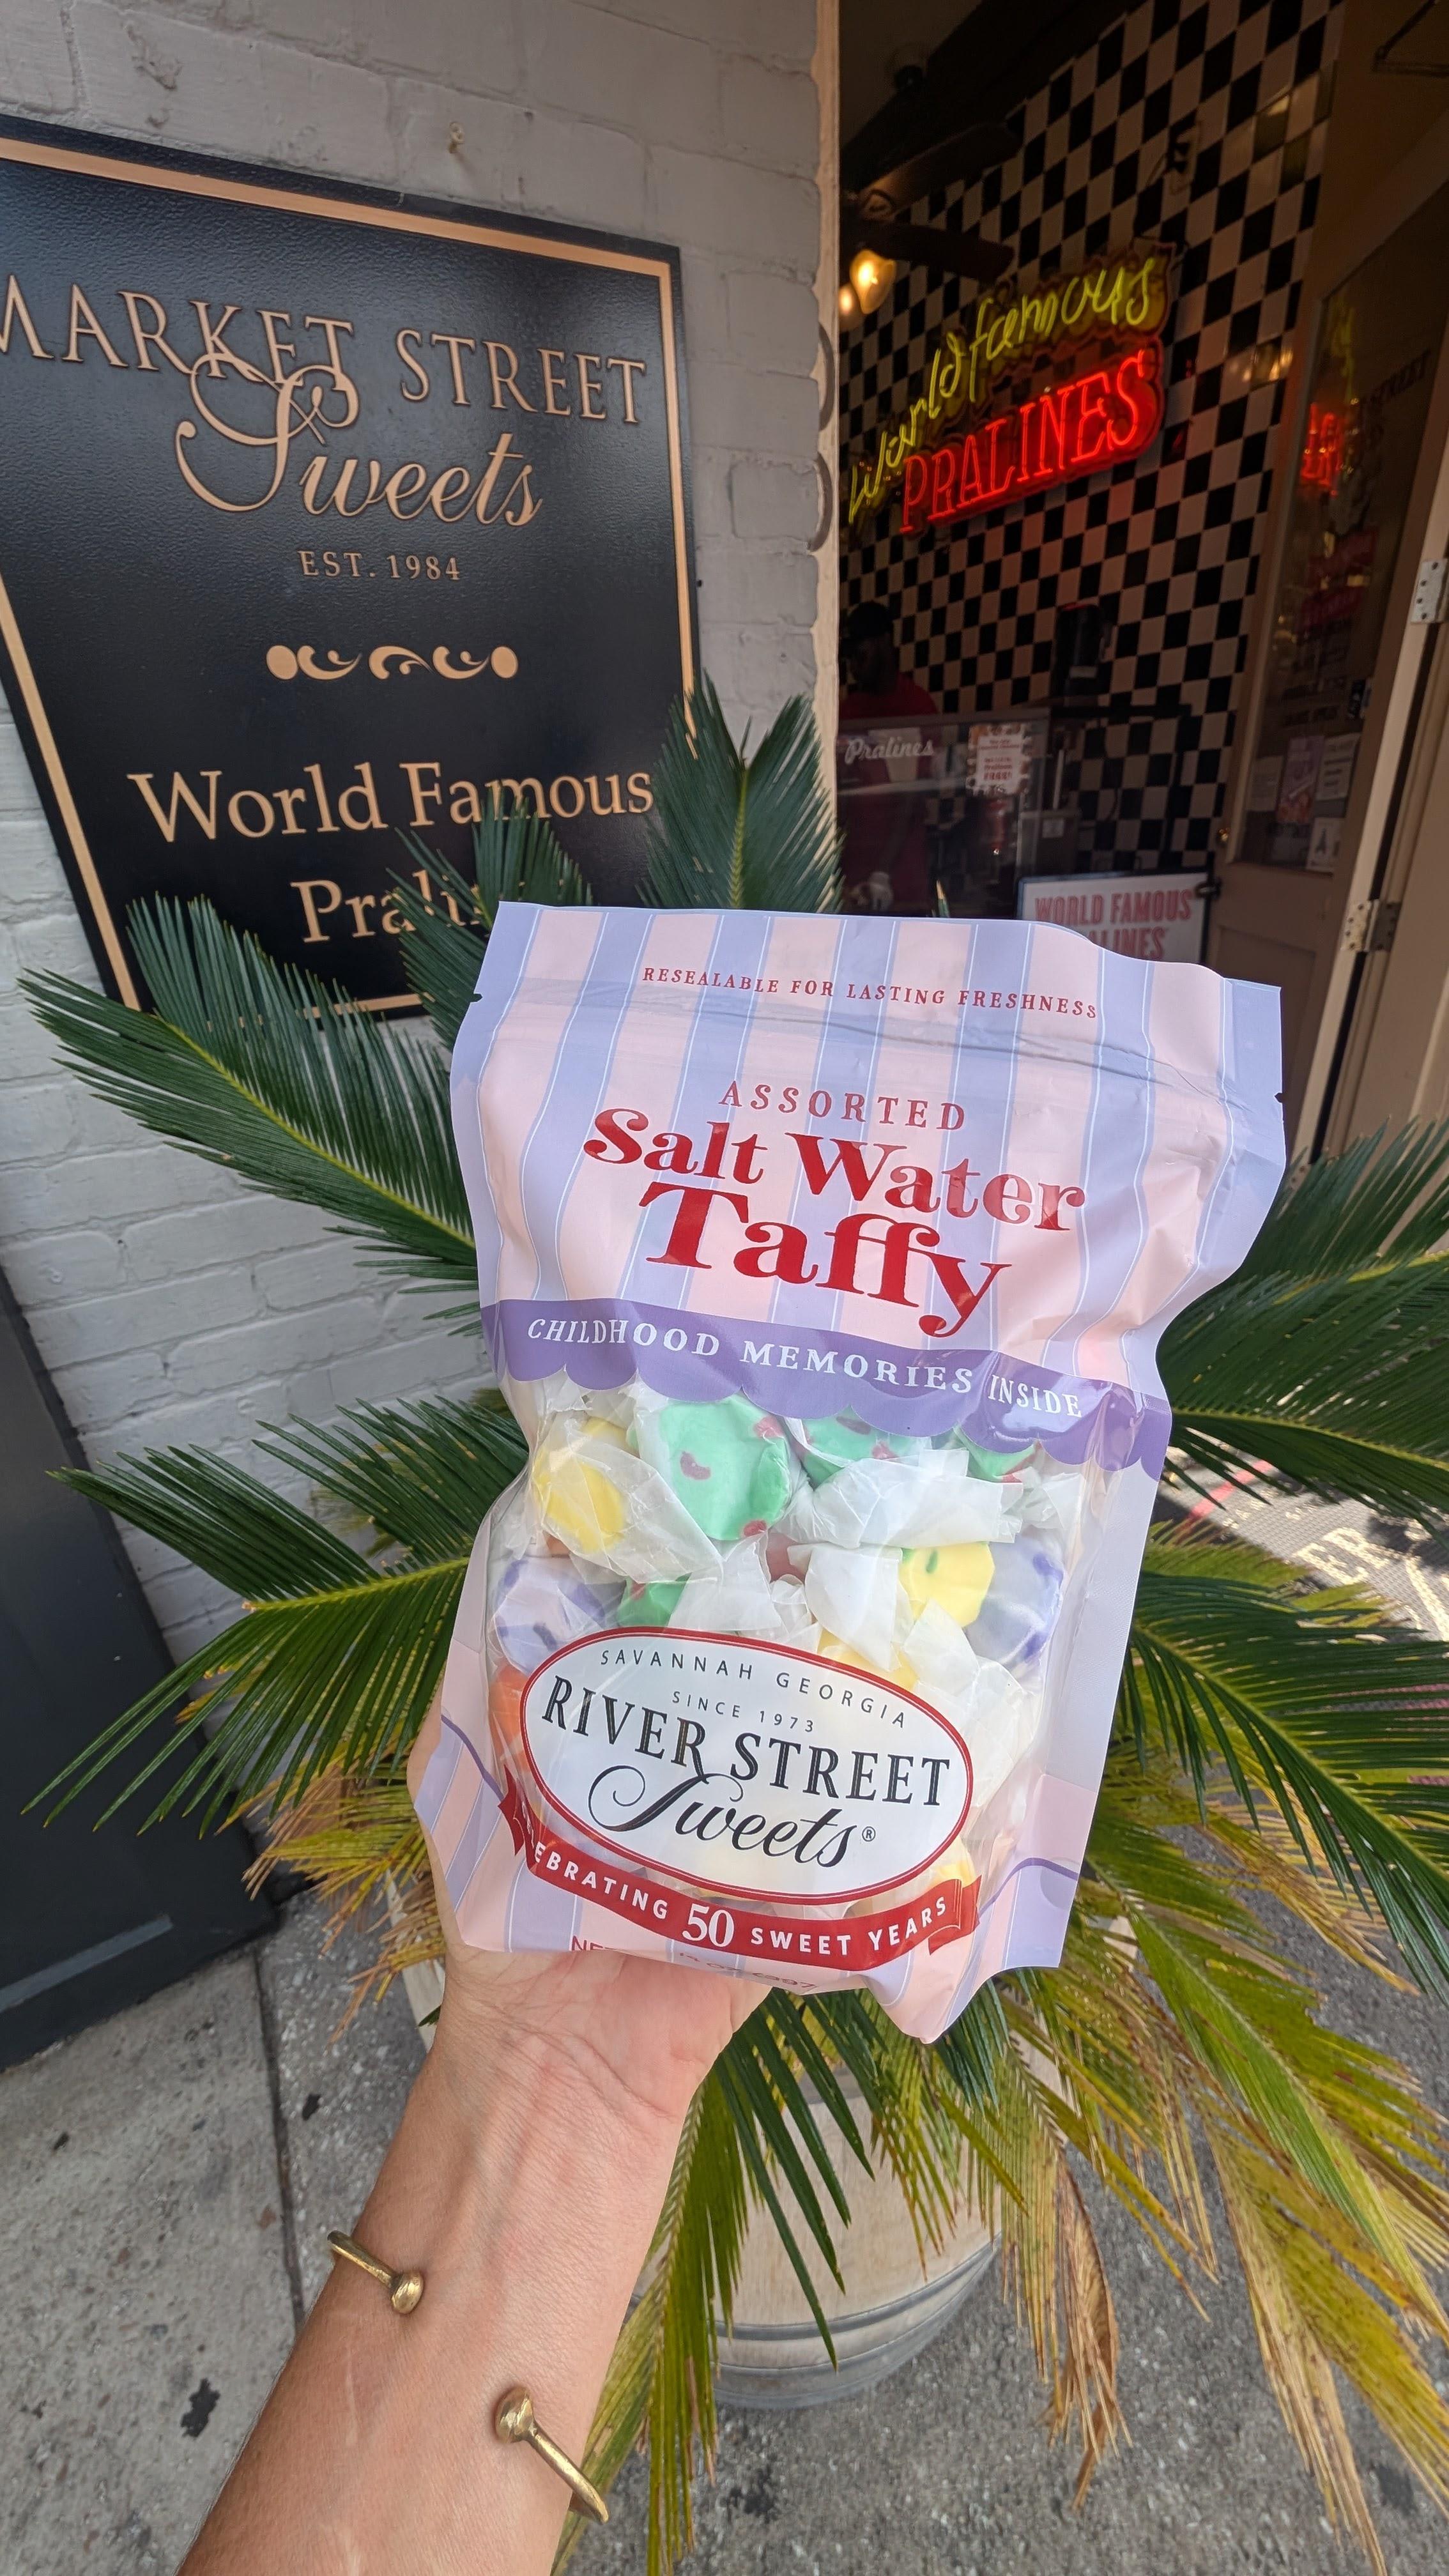 MARKET STREET
Sweets
EST. 1984
World Famous
World famous
PRALINES
Pralines
WORLD FAMOUS
RESEALABLE FOR LASTING FRESHNESS
ASSORTED
Salt Water
Taffy
CHILDHOOD MEMORIES INSIDE
SAVANNAH GEORGIA
SINCE 1973
RIVER STREET
Sweets®
50 SWEET YEARS